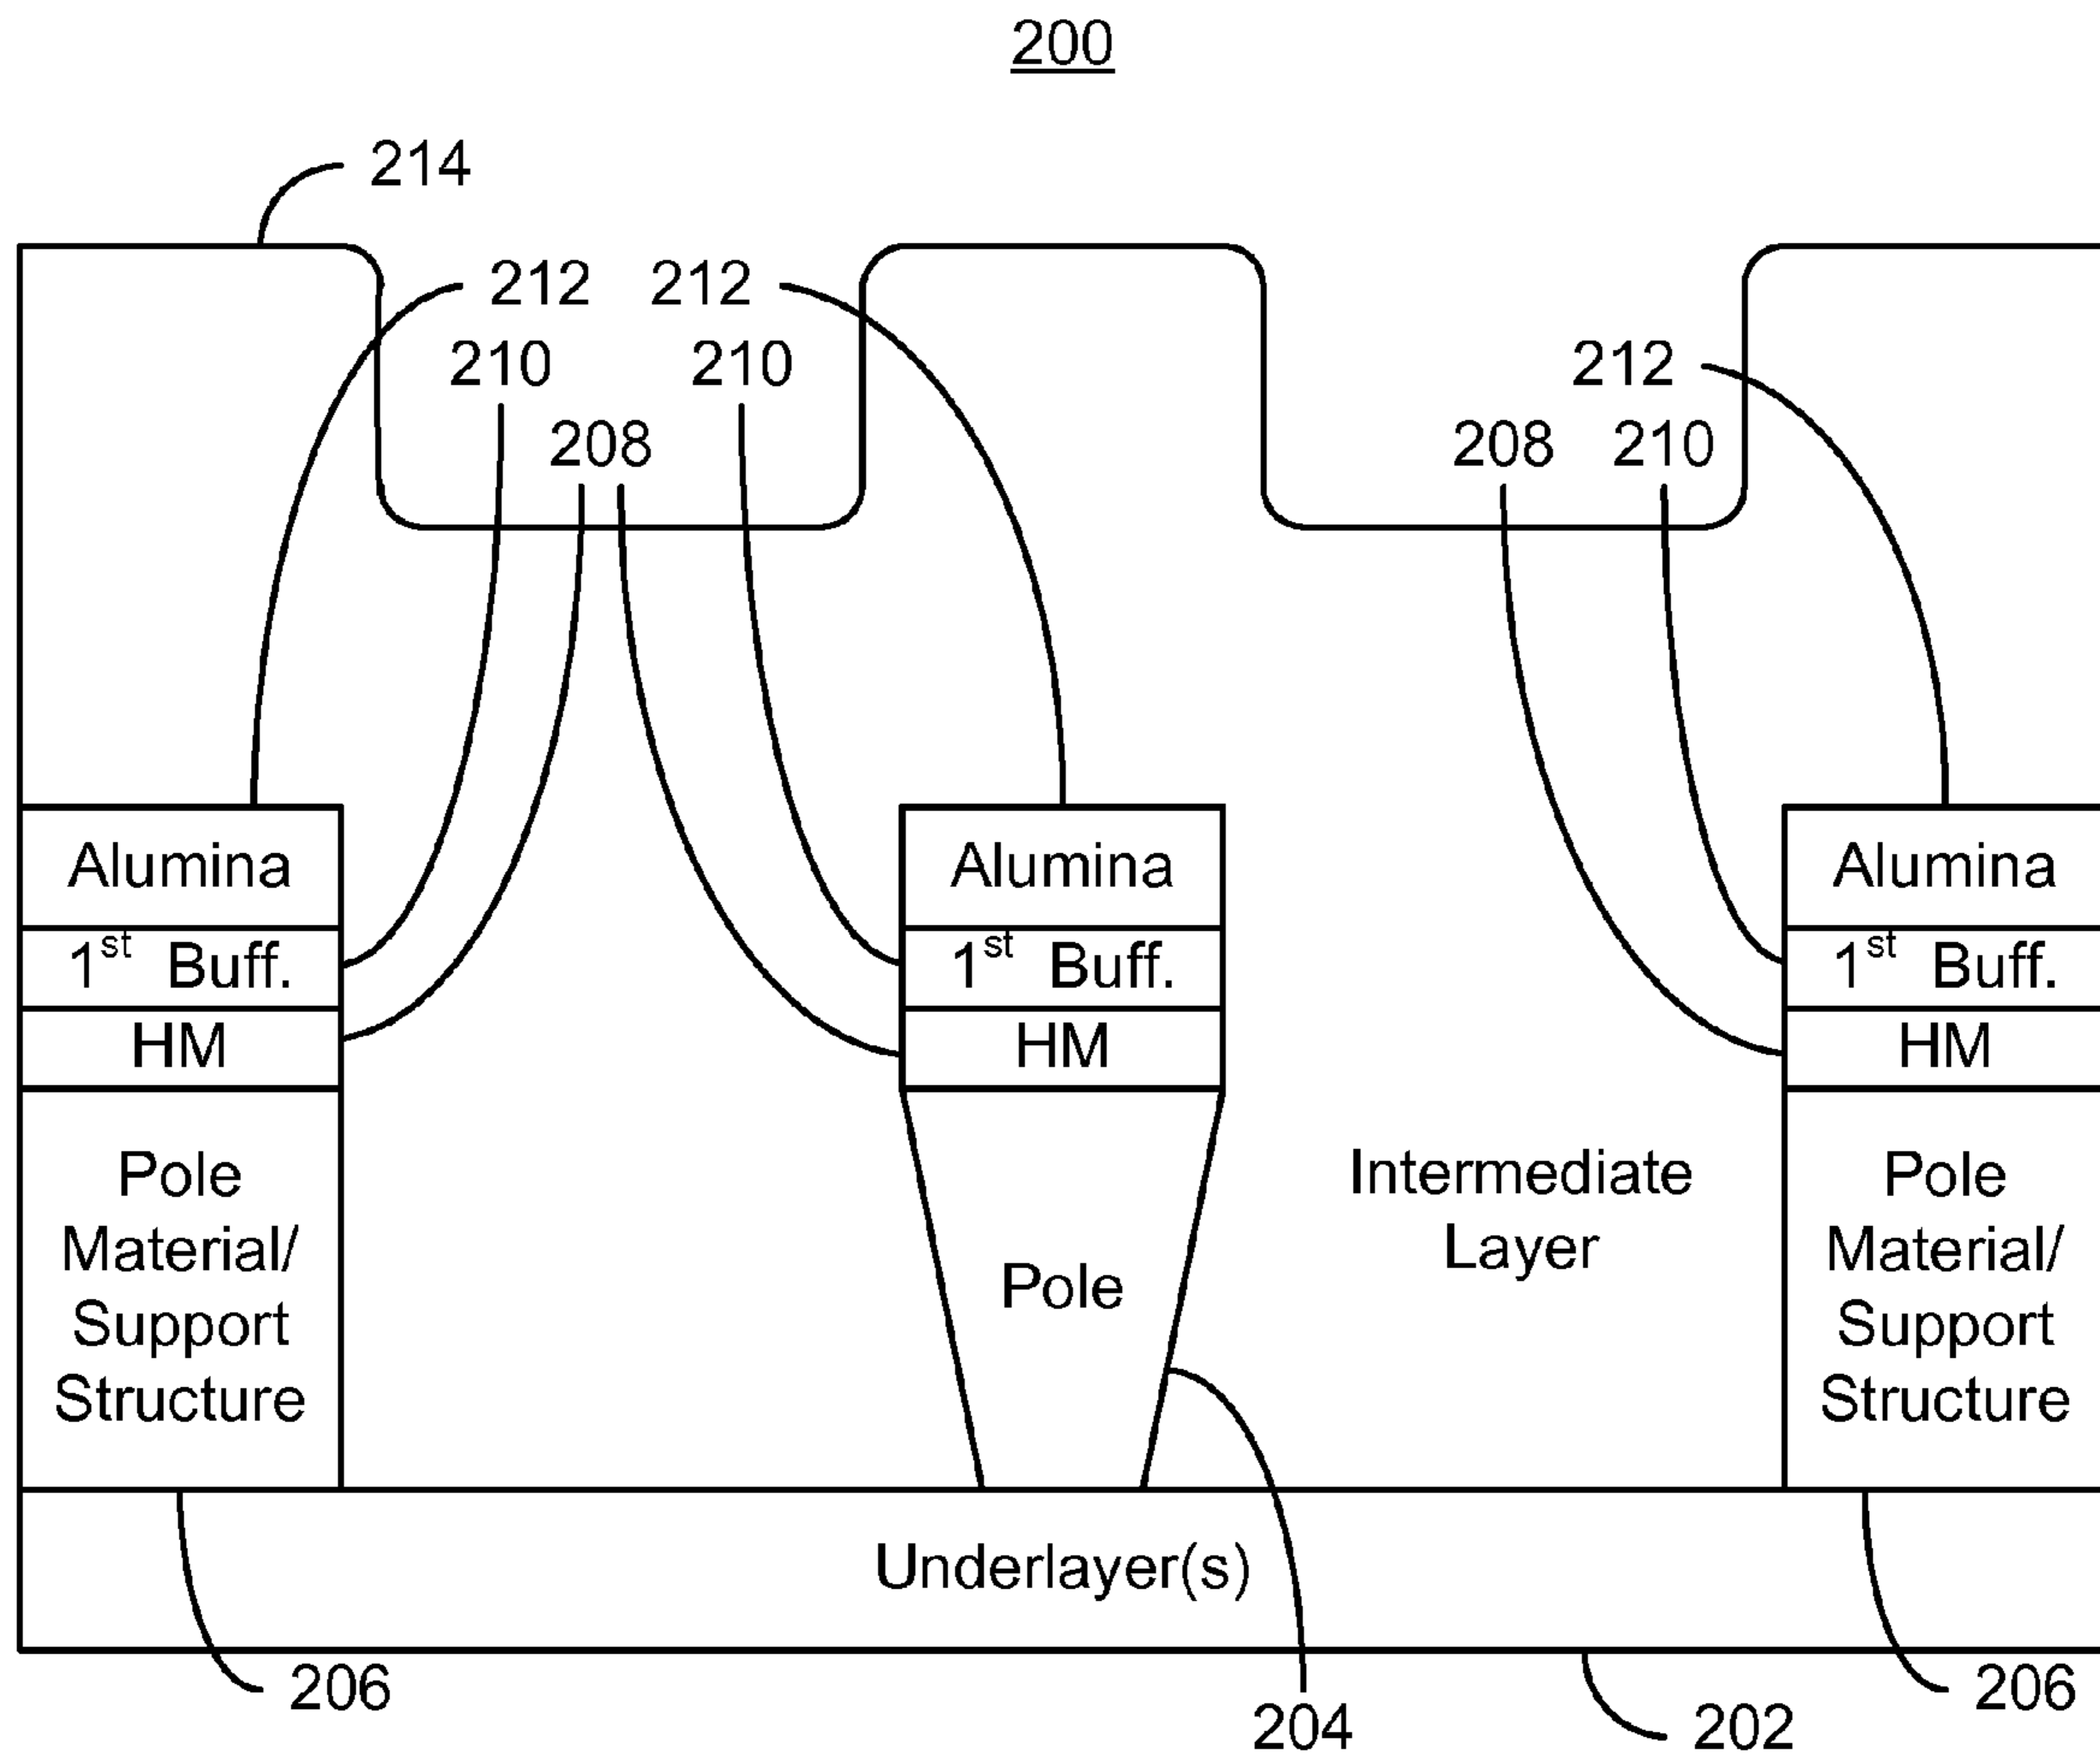 200
214
212 212
210 210 212
208 208 210
Alumina Alumina Alumina
1st Buff. 1st Buff. 1st Buff.
HM HM HM
Pole
Material/
Support
Structure
Pole
Intermediate
Layer
Pole
Material/
Support
Structure
Underlayer(s)
206 204 202 206